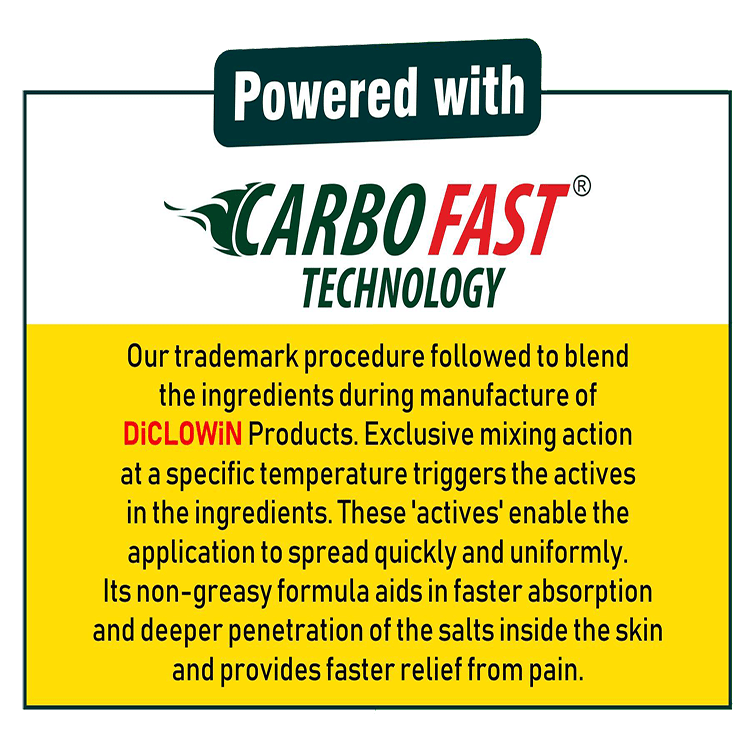 Powered with
CARBO FAST®
TECHNOLOGY
Our trademark procedure followed to blend
the ingredients during manufacture of
DiCLOWiN Products. Exclusive mixing action
at a specific temperature triggers the actives
in the ingredients. These 'actives' enable the
application to spread quickly and uniformly.
Its non-greasy formula aids in faster absorption
and deeper penetration of the salts inside the skin
and provides faster relief from pain.